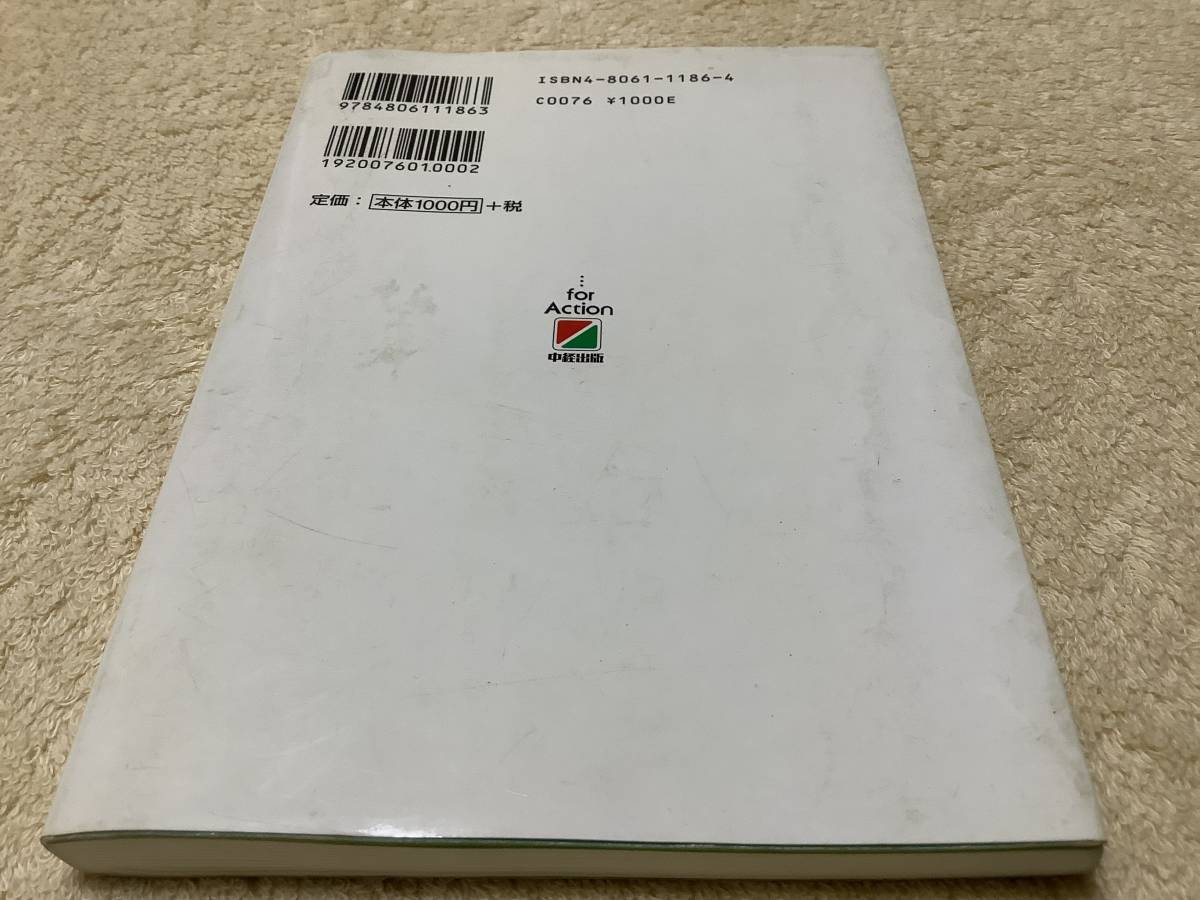 9784806111863
ISBN4-8061-1186-4
C0076 ¥1000E
1920076010002
定価：本体1000円+税
for
Action
中経出版